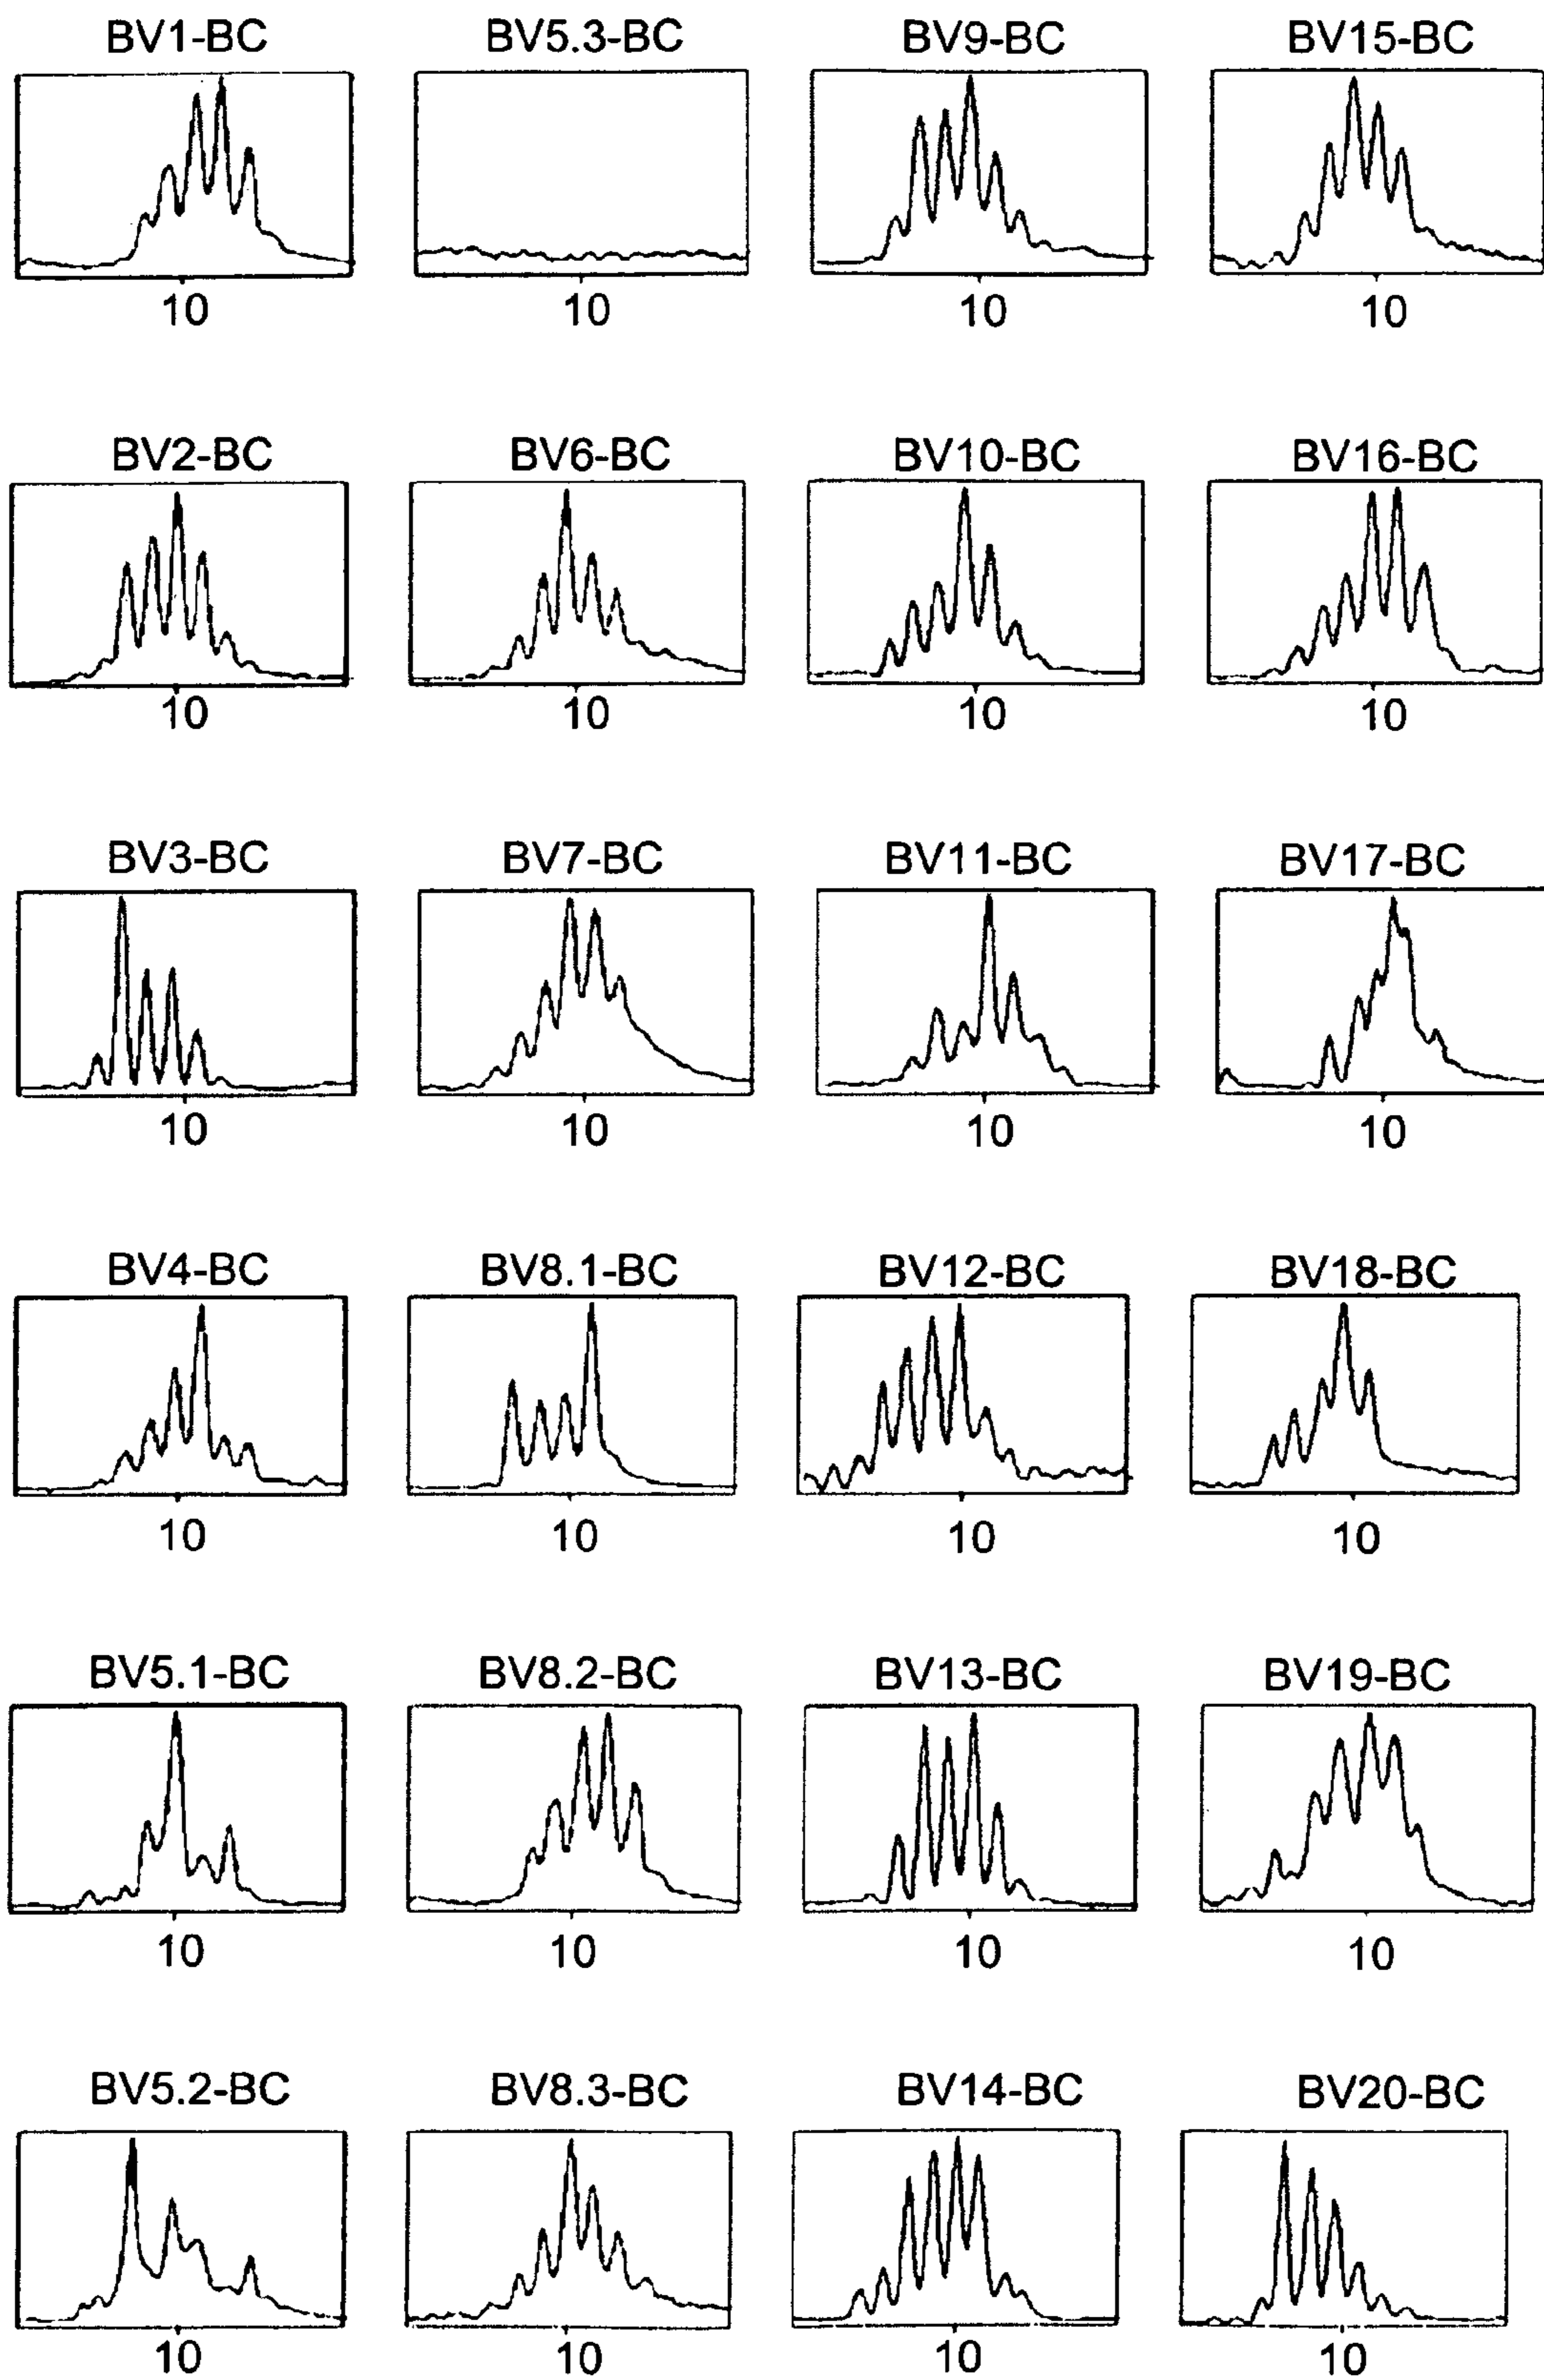 BV1-BC BV5.3-BC BV9-BC BV15-BC
10 10 10 10
BV2-BC BV6-BC BV10-BC BV16-BC
10 10 10 10
BV3-BC BV7-BC BV11-BC BV17-BC
10 10 10 10
BV4-BC BV8.1-BC BV12-BC BV18-BC
10 10 10 10
BV5.1-BC BV8.2-BC BV13-BC BV19-BC
10 10 10 10
BV5.2-BC BV8.3-BC BV14-BC BV20-BC
10 10 10 10